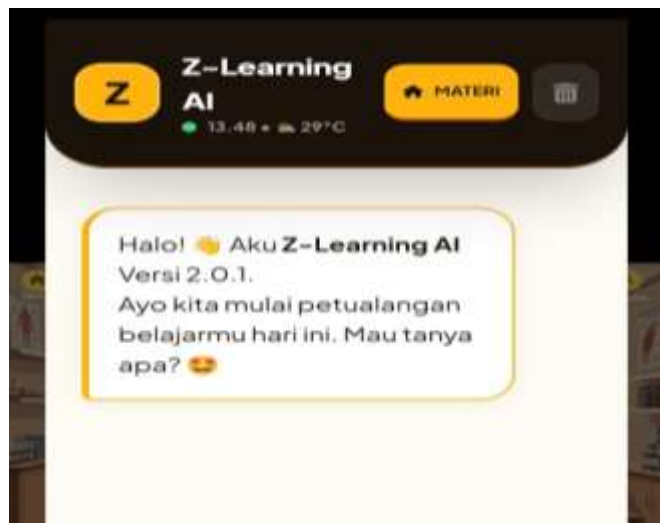 Z
Z-Learning
AI
13.48 • 29°C
MATERI
Halo! 👋 Aku Z-Learning AI
Versi 2.0.1.
Ayo kita mulai petualangan
belajarmu hari ini. Mau tanya
apa? 🤩